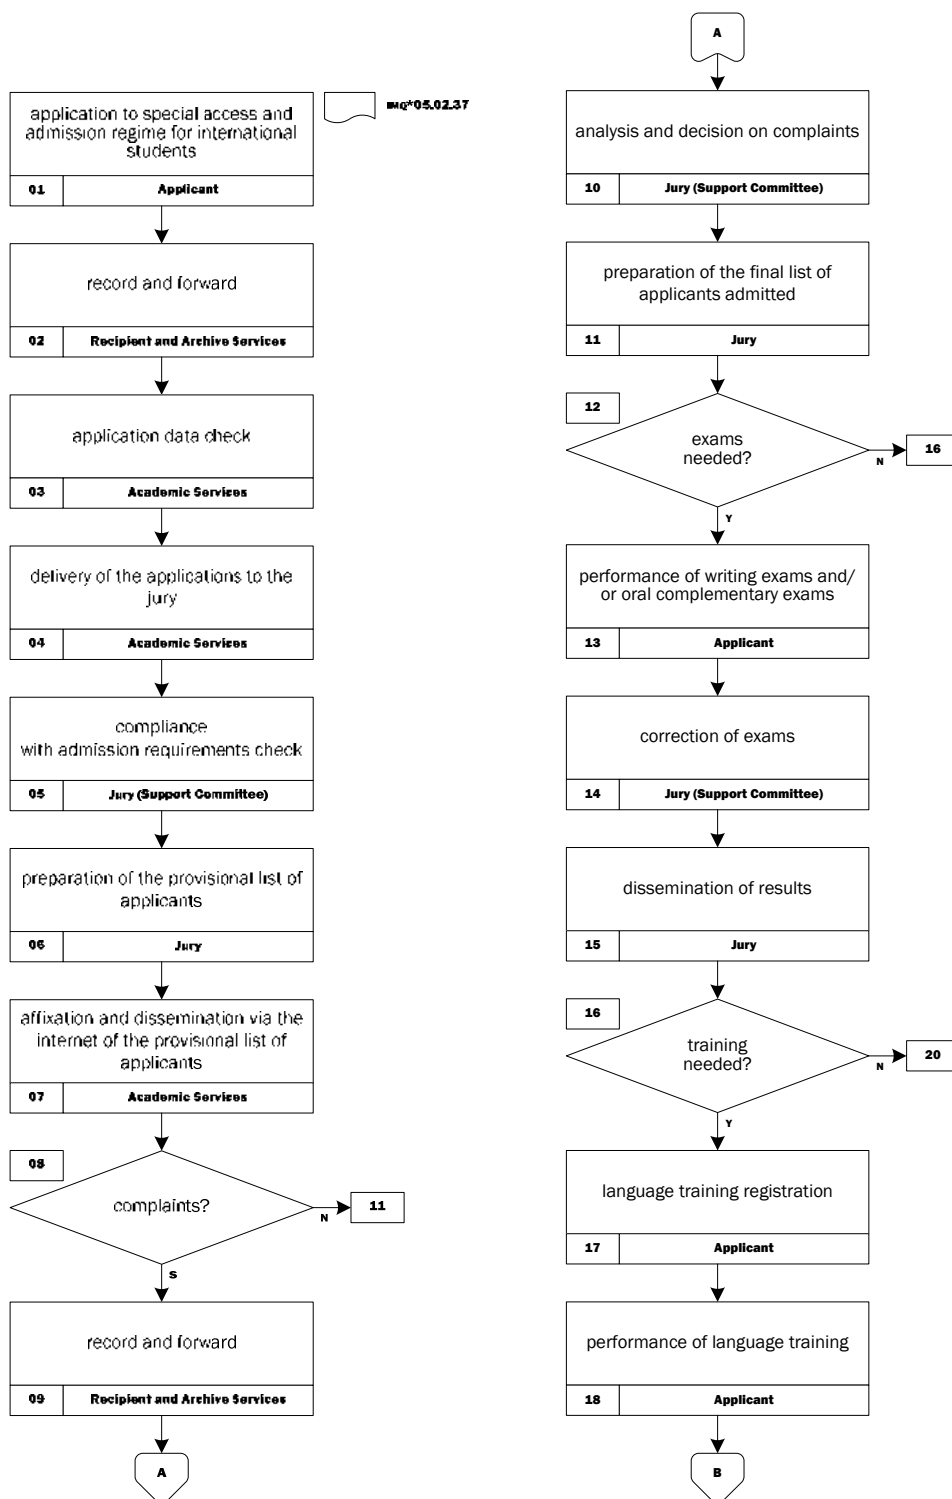 application to special access and
admission regime for international
students
01
Applicant
IMQ*05.02.37
record and forward
02
Recipient and Archive Services
application data check
03
Academic Services
delivery of the applications to the
jury
04
Academic Services
compliance
with admission requirements check
05
Jury (Support Committee)
preparation of the provisional list of
applicants
06
Jury
affixation and dissemination via the
internet of the provisional list of
applicants
07
Academic Services
08
complaints?
N
11
S
record and forward
09
Recipient and Archive Services
A
A
analysis and decision on complaints
10
Jury (Support Committee)
preparation of the final list of
applicants admitted
11
Jury
12
exams
needed?
N
16
Y
performance of writing exams and/
or oral complementary exams
13
Applicant
correction of exams
14
Jury (Support Committee)
dissemination of results
15
Jury
16
training
needed?
N
20
Y
language training registration
17
Applicant
performance of language training
18
Applicant
B